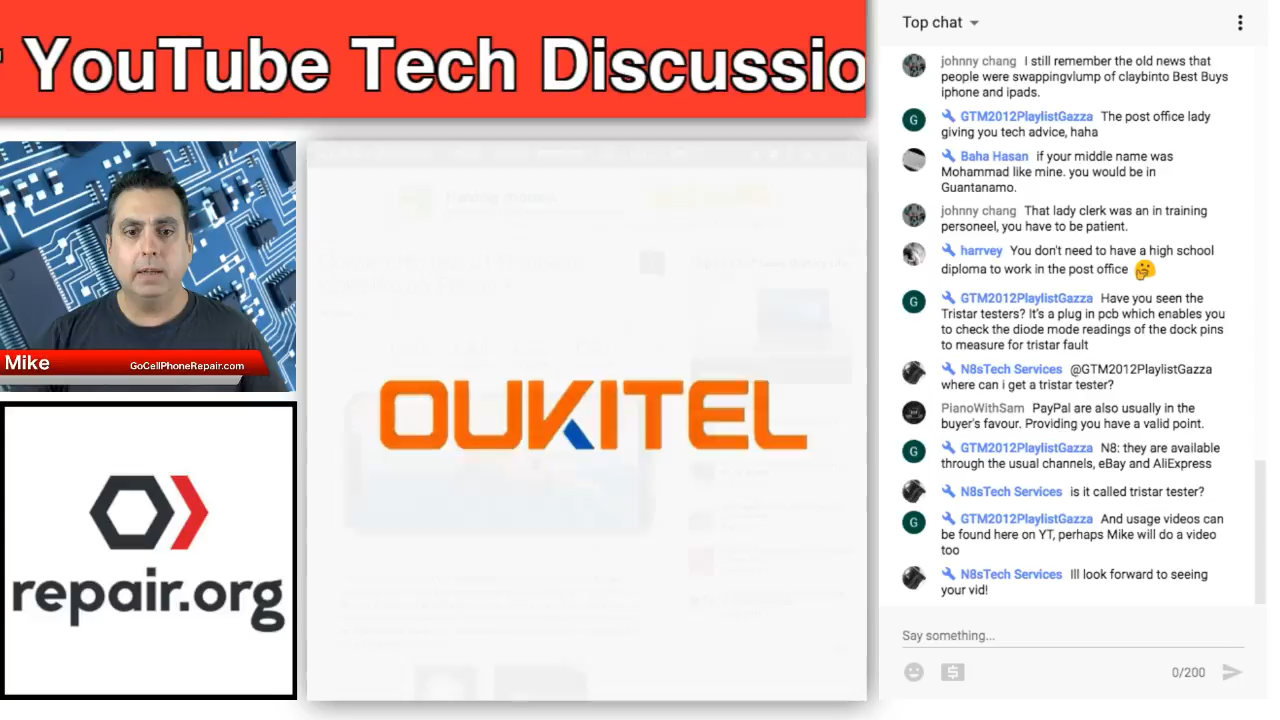 YouTube Tech Discussio
Mike
GoCellPhoneRepair.com
repair.org
OUKITEL
Top chat
johnny chang I still remember the old news that
people were swappingvlump of claybinto Best Buys
iphone and ipads.
GTM2012PlaylistGazza The post office lady
giving you tech advice, haha
Baha Hasan if your middle name was
Mohammad like mine. you would be in
Guantanamo.
johnny chang That lady clerk was an in training
personeel, you have to be patient.
harrvey You don't need to have a high school
diploma to work in the post office
GTM2012PlaylistGazza Have you seen the
Tristar testers? It's a plug in pcb which enables you
to check the diode mode readings of the dock pins
to measure for tristar fault
N8sTech Services @GTM2012PlaylistGazza
where can i get a tristar tester?
PianoWithSam PayPal are also usually in the
buyer's favour. Providing you have a valid point.
GTM2012PlaylistGazza N8: they are available
through the usual channels, eBay and AliExpress
N8sTech Services is it called tristar tester?
GTM2012PlaylistGazza And usage videos can
be found here on YT, perhaps Mike will do a video
too
N8sTech Services Ill look forward to seeing
your vid!
Say something...
0/200